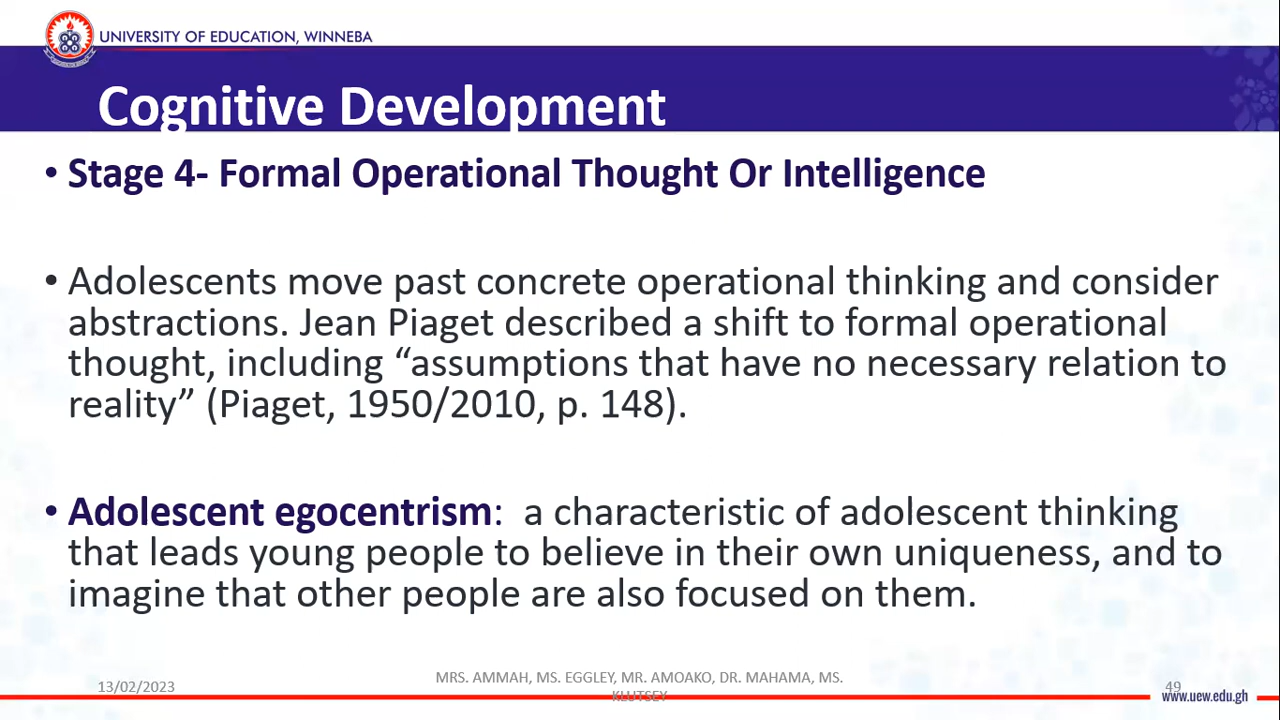 UNIVERSITY OF EDUCATION, WINNEBA
Cognitive Development
• Stage 4- Formal Operational Thought Or Intelligence
• Adolescents move past concrete operational thinking and consider
abstractions. Jean Piaget described a shift to formal operational
thought, including “assumptions that have no necessary relation to
reality” (Piaget, 1950/2010, p. 148).
• Adolescent egocentrism: a characteristic of adolescent thinking
that leads young people to believe in their own uniqueness, and to
imagine that other people are also focused on them.
13/02/2023
MRS. AMMAH, MS. EGGLEY, MR. AMOAKO, DR. MAHAMA, MS.
KLUTSEY
49
www.uew.edu.gh